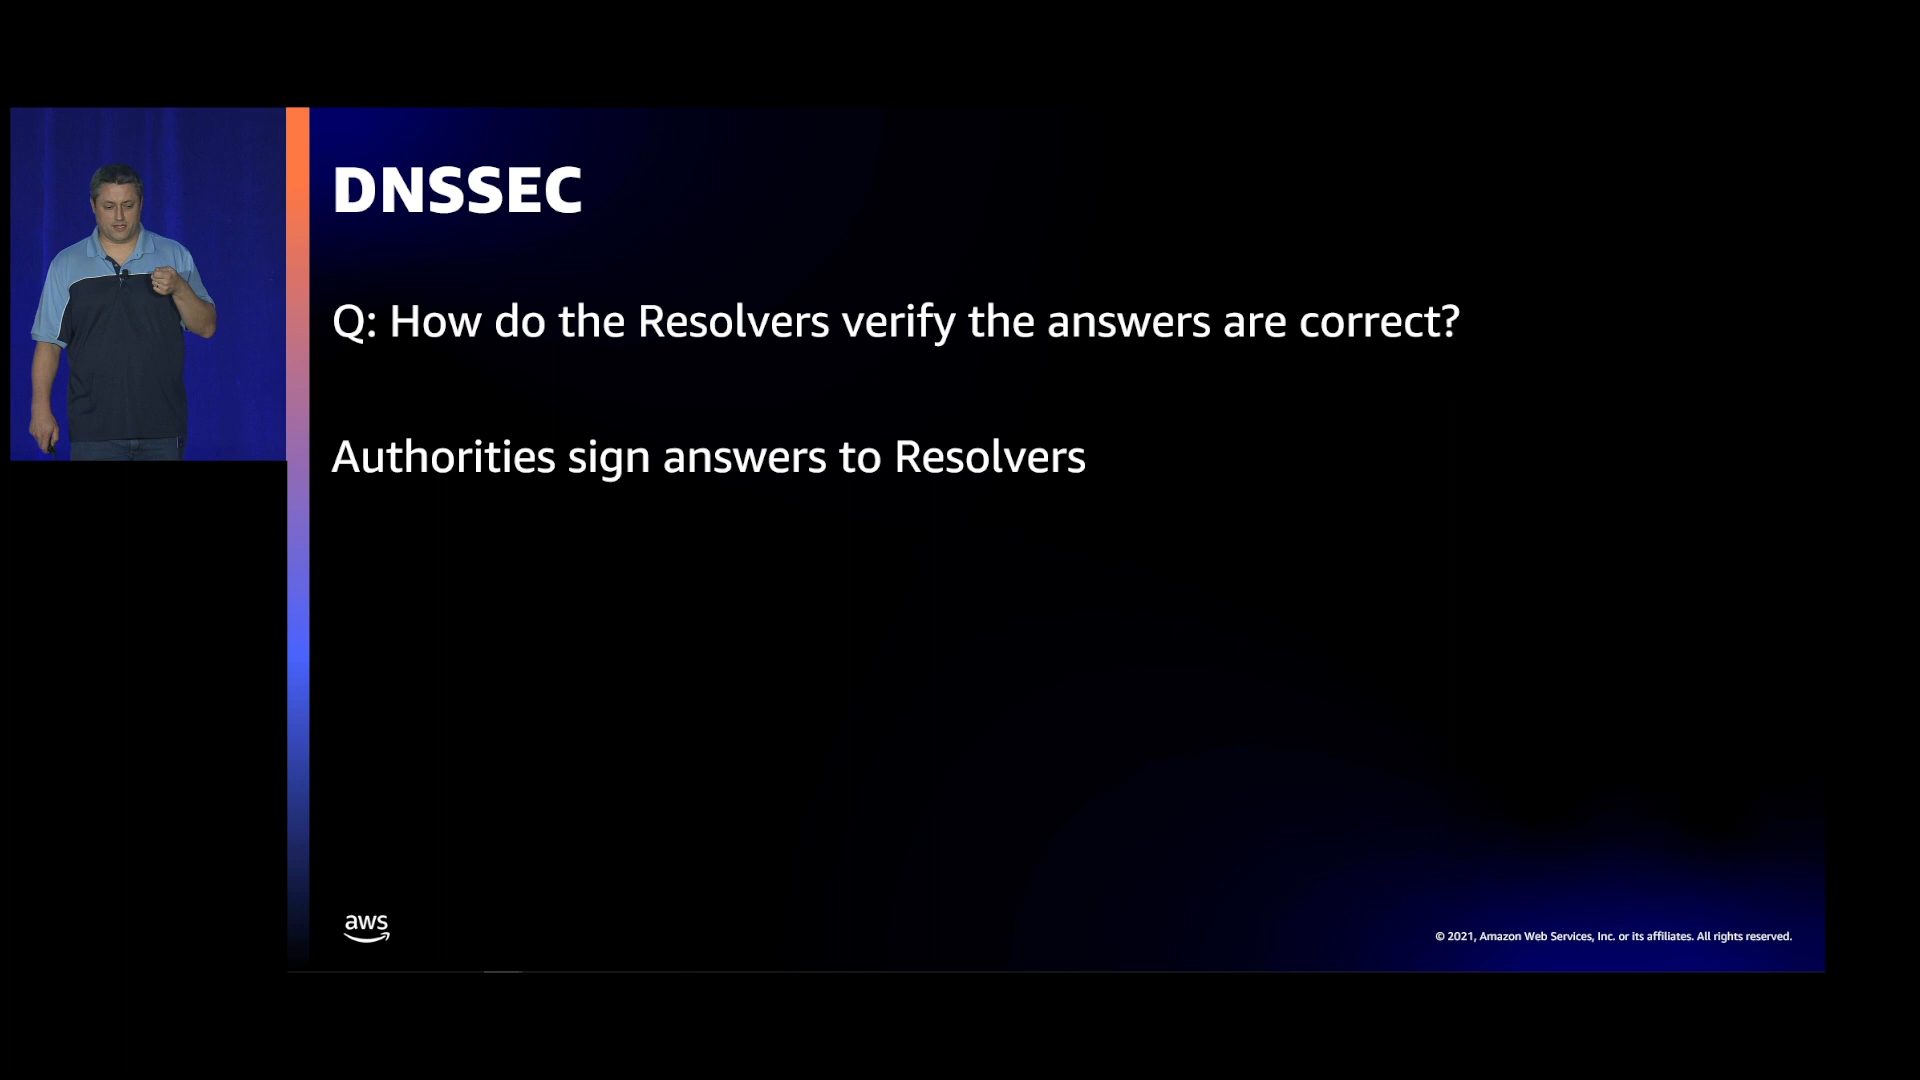 DNSSEC
Q: How do the Resolvers verify the answers are correct?
Authorities sign answers to Resolvers
aws
© 2021, Amazon Web Services, Inc. or its affiliates. All rights reserved.